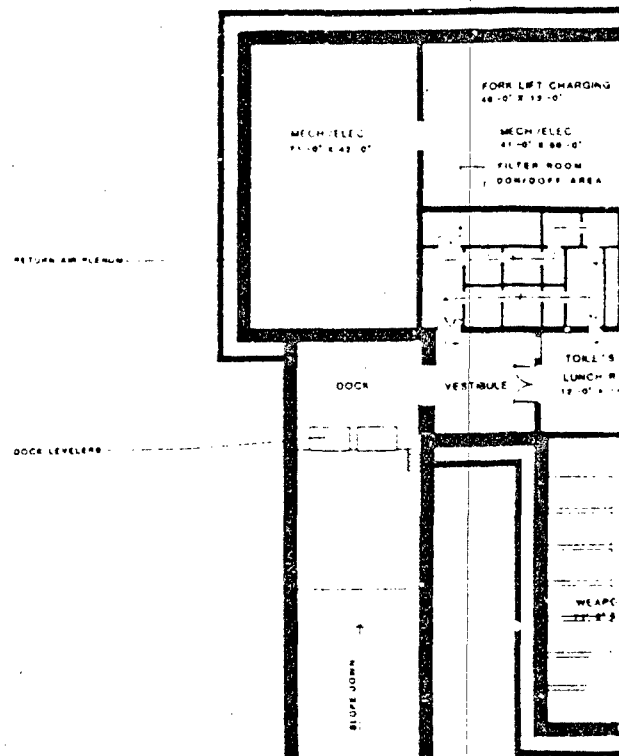 FORK LIFT CHARGING
MECH/ELEC
MECH/ELEC
FILTER ROOM
DON/DOFF AREA
RETURN AIR PLENUM
TOILETS
DOCK
VESTIBULE
LUNCH R
DOCK LEVELERS
WEAPO
SLOPE DOWN